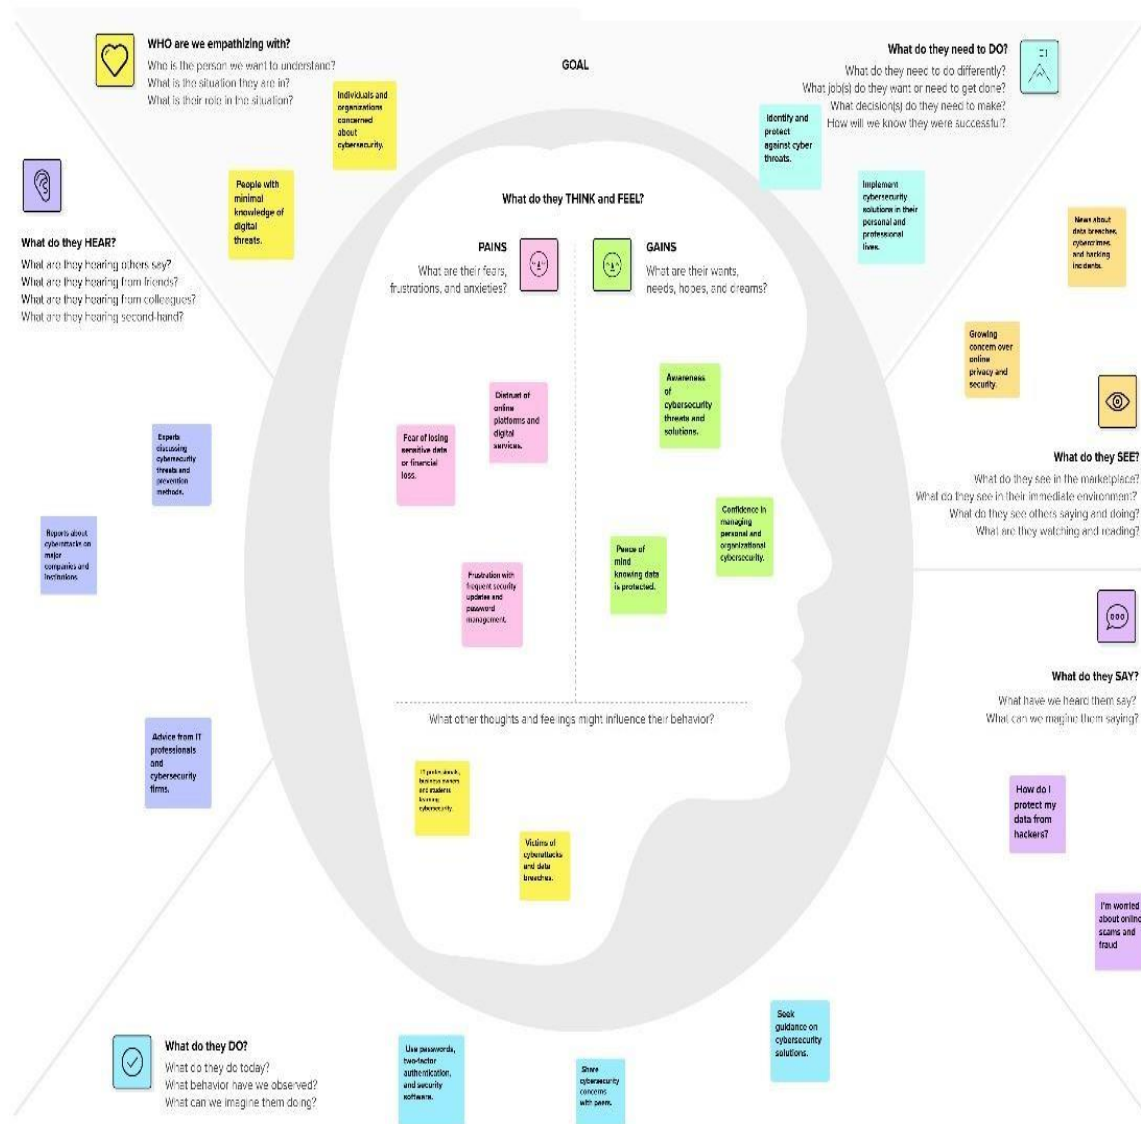 WHO are we empathizing with?
Who is the person we want to understand?
What is the situation they are in?
What is their role in the situation?
Individuals and
organizations
concerned
about
cybersecurity.
People with
minimal
knowledge of
digital
threats.
GOAL
What do they need to DO?
What do they need to do differently?
What job(s) do they want or need to get done?
What decision(s) do they need to make?
How will we know they were successful?
Identify and
protect
against cyber
threats.
Implement
cybersecurity
solutions in their
personal and
professional
lives.
What do they HEAR?
What are they hearing others say?
What are they hearing from friends?
What are they hearing from colleagues?
What are they hearing second-hand?
Experts
discussing
cybersecurity
threats and
prevention
methods.
Reports about
cyberattacks on
major
companies and
institutions.
Advice from IT
professionals
and
cybersecurity
firms.
What do they THINK and FEEL?
PAINS
What are their fears,
frustrations, and anxieties?
GAINS
What are their wants,
needs, hopes, and dreams?
Distrust of
online
platforms and
digital
services.
Fear of losing
sensitive data
or financial
loss.
Frustration with
frequent security
updates and
password
management.
Awareness
of
cybersecurity
threats and
solutions.
Confidence in
managing
personal and
organizational
cybersecurity.
Peace of
mind
knowing data
is protected.
What other thoughts and feelings might influence their behavior?
IT professionals,
business owners
and students
learning
cybersecurity.
Victims of
cyberattacks
and data
breaches.
News about
data breaches,
cybercrimes
and hacking
incidents.
Growing
concern over
online
privacy and
security.
What do they SEE?
What do they see in the marketplace?
What do they see in their immediate environment?
What do they see others saying and doing?
What are they watching and reading?
What do they SAY?
What have we heard them say?
What can we magine them saying?
How do I
protect my
data from
hackers?
I'm worried
about online
scams and
fraud
What do they DO?
What do they do today?
What behavior have we observed?
What can we imagine them doing?
Use passwords,
two-factor
authentication,
and security
software.
Share
cybersecurity
concerns
with peers.
Seek
guidance on
cybersecurity
solutions.